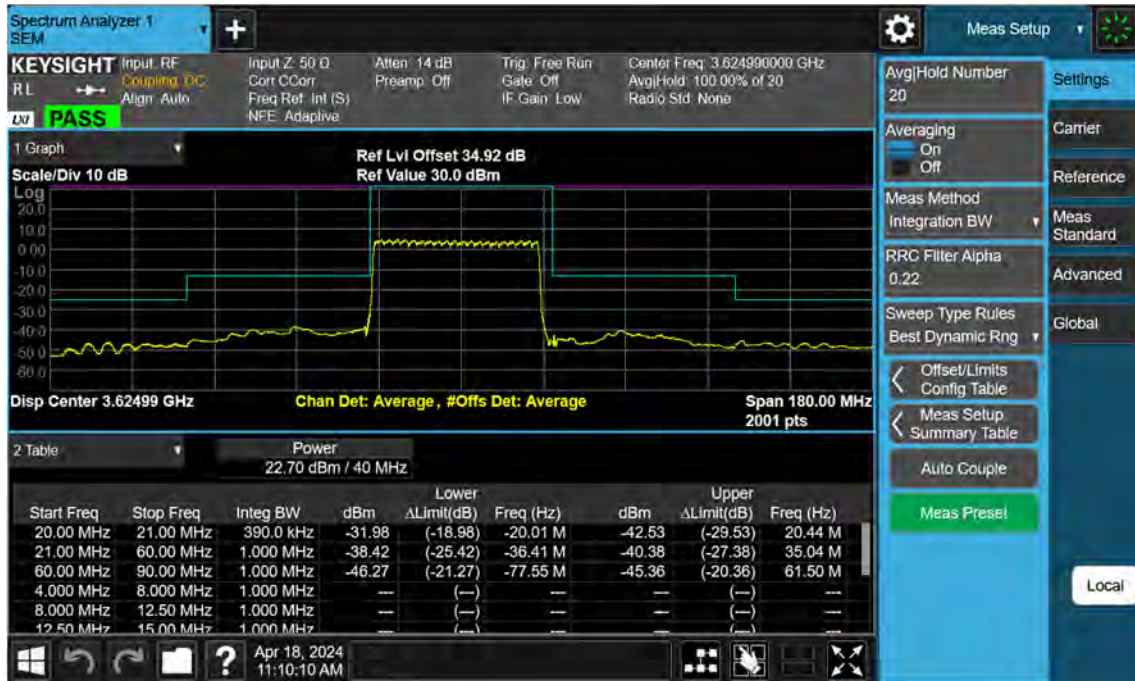 Spectrum Analyzer 1
SEM
+
Meas Setup
KEYSIGHT
RL
LXI
PASS
Input: RF
Coupling: DC
Align: Auto
Input Z: 50 Ω
Corr CCorr
Freq Ref: Int (S)
NFE: Adaptive
Atten: 14 dB
Preamp: Off
Trig: Free Run
Gate: Off
IF Gain: Low
Center Freq: 3.624990000 GHz
Avg|Hold: 100.00% of 20
Radio Std: None
1 Graph
Scale/Div 10 dB
Ref Lvl Offset 34.92 dB
Ref Value 30.0 dBm
Log
20.0
10.0
0.00
-10.0
-20.0
-30.0
-40.0
-50.0
-60.0
Disp Center 3.62499 GHz
Chan Det: Average, #Offs Det: Average
Span 180.00 MHz
2001 pts
2 Table
Power
22.70 dBm / 40 MHz
Lower Upper
Start Freq Stop Freq Integ BW dBm ΔLimit(dB) Freq (Hz) dBm ΔLimit(dB) Freq (Hz)
20.00 MHz 21.00 MHz 390.0 kHz -31.98 (-18.98) -20.01 M -42.53 (-29.53) 20.44 M
21.00 MHz 60.00 MHz 1.000 MHz -38.42 (-25.42) -36.41 M -40.38 (-27.38) 35.04 M
60.00 MHz 90.00 MHz 1.000 MHz -46.27 (-21.27) -77.55 M -45.36 (-20.36) 61.50 M
4.000 MHz 8.000 MHz 1.000 MHz --- (---) --- --- (---) ---
8.000 MHz 12.50 MHz 1.000 MHz --- (---) --- --- (---) ---
12.50 MHz 15.00 MHz 1.000 MHz --- (---) --- --- (---) ---
?
Apr 18, 2024
11:10:10 AM
Avg|Hold Number
20
Averaging
On
Off
Meas Method
Integration BW
RRC Filter Alpha
0.22
Sweep Type Rules
Best Dynamic Rng
Offset/Limits
Config Table
Meas Setup
Summary Table
Auto Couple
Meas Preset
Settings
Carrier
Reference
Meas
Standard
Advanced
Global
Local